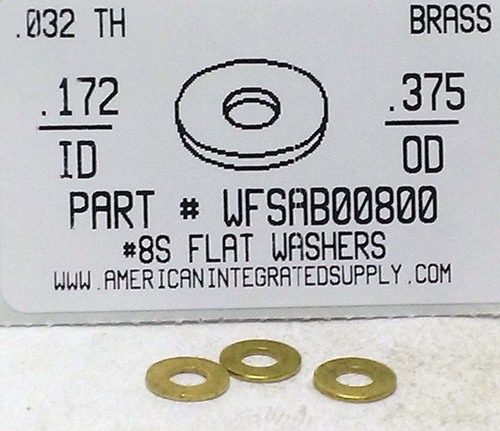 .032 TH BRASS
.172 .375
ID OD
PART # WFSAB00800
#8S FLAT WASHERS
WWW.AMERICANINTEGRATEDSUPPLY.COM